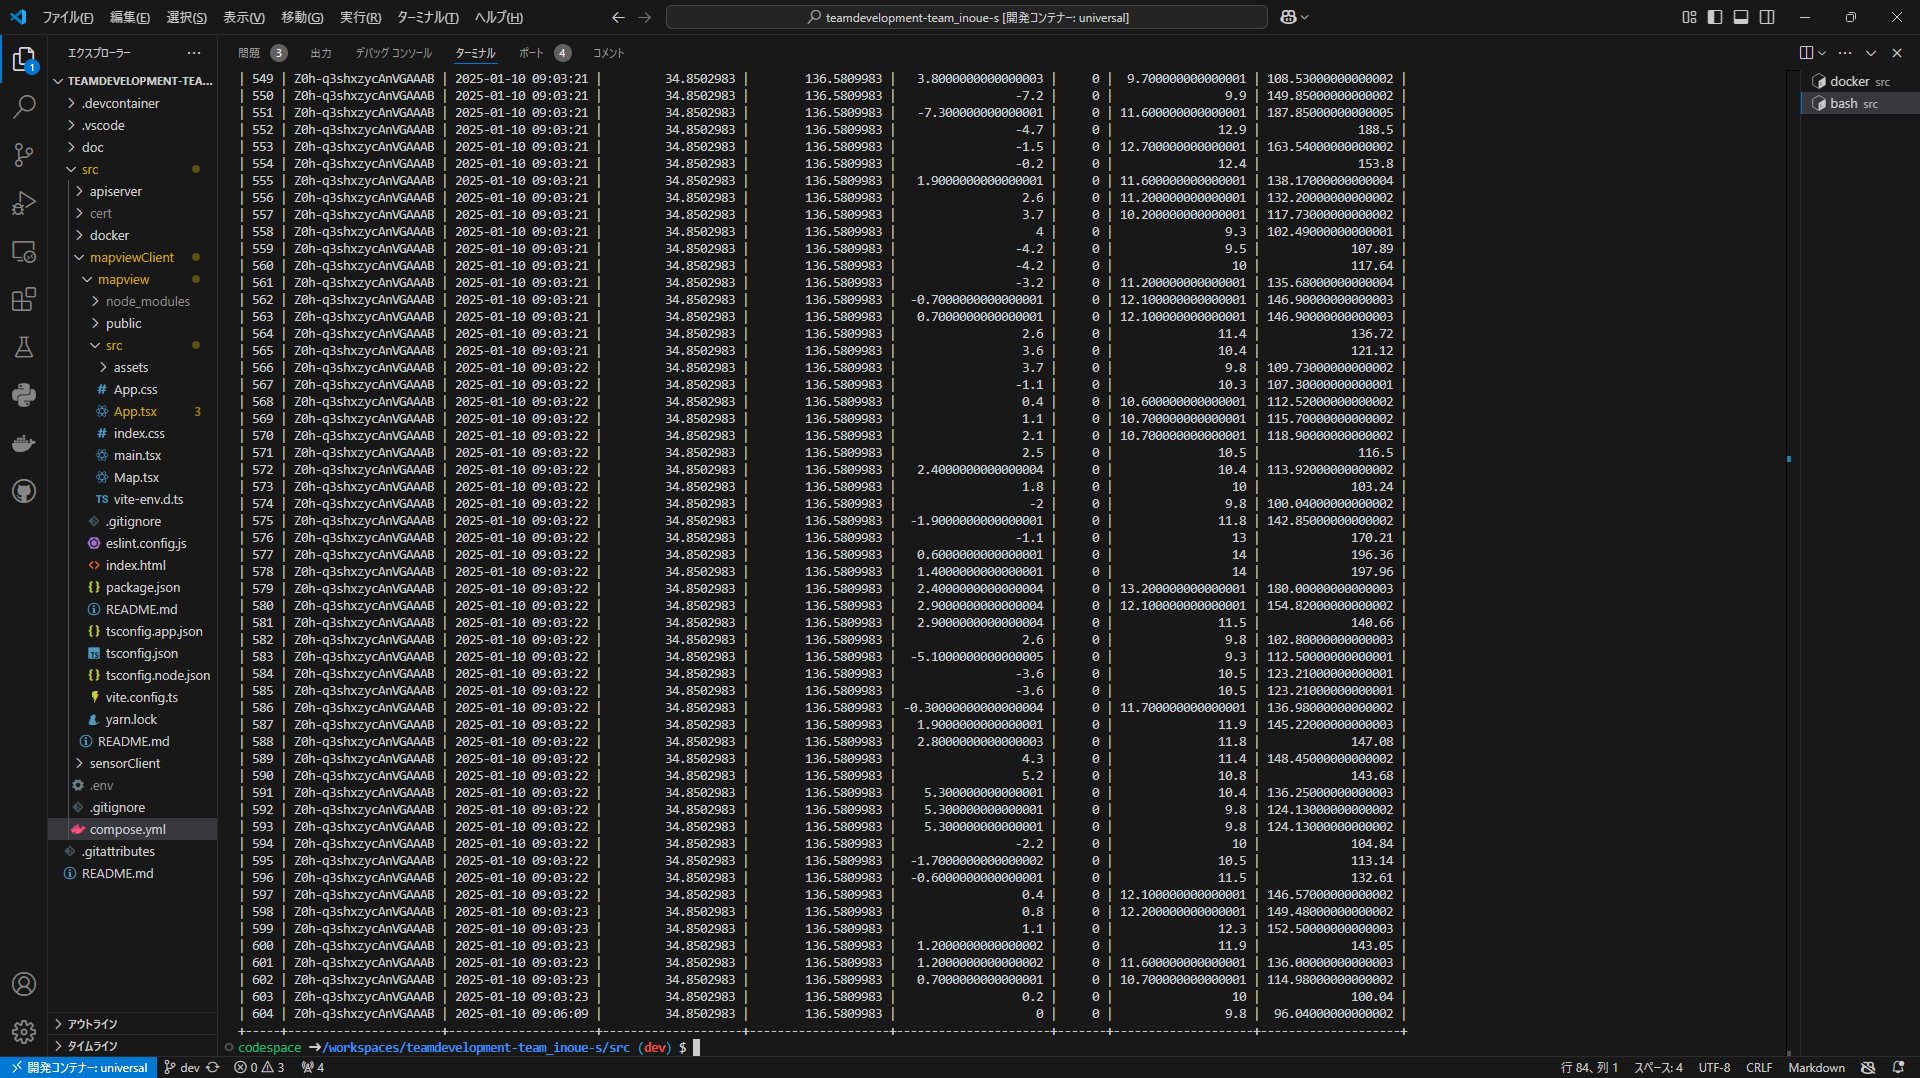 ファイル(F) 編集(E) 選択(S) 表示(V) 移動(G) 実行(R) ターミナル(T) ヘルプ(H) teamdevelopment-team_inoue-s [開発コンテナー: universal]
エクスプローラー
1
TEAMDEVELOPMENT-TEA...
.devcontainer
.vscode
doc
src
apiserver
cert
docker
mapviewClient
mapview
node_modules
public
src
assets
# App.css
App.tsx 3
# index.css
main.tsx
Map.tsx
TS vite-env.d.ts
.gitignore
eslint.config.js
<> index.html
{} package.json
README.md
{} tsconfig.app.json
tsconfig.json
{} tsconfig.node.json
vite.config.ts
yarn.lock
README.md
sensorClient
.env
.gitignore
compose.yml
.gitattributes
README.md
アウトライン
タイムライン
問題 3 出力 デバッグ コンソール ターミナル ポート 4 コメント
| 549 | Z0h-q3shxzycAnVGAAAB | 2025-01-10 09:03:21 | 34.8502983 | 136.5809983 | 3.8000000000000003 | 0 | 9.700000000000001 | 108.53000000000002 |
| 550 | Z0h-q3shxzycAnVGAAAB | 2025-01-10 09:03:21 | 34.8502983 | 136.5809983 | -7.2 | 0 | 9.9 | 149.85000000000002 |
| 551 | Z0h-q3shxzycAnVGAAAB | 2025-01-10 09:03:21 | 34.8502983 | 136.5809983 | -7.300000000000001 | 0 | 11.600000000000001 | 187.85000000000005 |
| 552 | Z0h-q3shxzycAnVGAAAB | 2025-01-10 09:03:21 | 34.8502983 | 136.5809983 | -4.7 | 0 | 12.9 | 188.5 |
| 553 | Z0h-q3shxzycAnVGAAAB | 2025-01-10 09:03:21 | 34.8502983 | 136.5809983 | -1.5 | 0 | 12.700000000000001 | 163.54000000000002 |
| 554 | Z0h-q3shxzycAnVGAAAB | 2025-01-10 09:03:21 | 34.8502983 | 136.5809983 | -0.2 | 0 | 12.4 | 153.8 |
| 555 | Z0h-q3shxzycAnVGAAAB | 2025-01-10 09:03:21 | 34.8502983 | 136.5809983 | 1.9000000000000001 | 0 | 11.600000000000001 | 138.17000000000004 |
| 556 | Z0h-q3shxzycAnVGAAAB | 2025-01-10 09:03:21 | 34.8502983 | 136.5809983 | 2.6 | 0 | 11.200000000000001 | 132.20000000000002 |
| 557 | Z0h-q3shxzycAnVGAAAB | 2025-01-10 09:03:21 | 34.8502983 | 136.5809983 | 3.7 | 0 | 10.200000000000001 | 117.73000000000002 |
| 558 | Z0h-q3shxzycAnVGAAAB | 2025-01-10 09:03:21 | 34.8502983 | 136.5809983 | 4 | 0 | 9.3 | 102.49000000000001 |
| 559 | Z0h-q3shxzycAnVGAAAB | 2025-01-10 09:03:21 | 34.8502983 | 136.5809983 | -4.2 | 0 | 9.5 | 107.89 |
| 560 | Z0h-q3shxzycAnVGAAAB | 2025-01-10 09:03:21 | 34.8502983 | 136.5809983 | -4.2 | 0 | 10 | 117.64 |
| 561 | Z0h-q3shxzycAnVGAAAB | 2025-01-10 09:03:21 | 34.8502983 | 136.5809983 | -3.2 | 0 | 11.200000000000001 | 135.68000000000004 |
| 562 | Z0h-q3shxzycAnVGAAAB | 2025-01-10 09:03:21 | 34.8502983 | 136.5809983 | -0.7000000000000001 | 0 | 12.100000000000001 | 146.90000000000003 |
| 563 | Z0h-q3shxzycAnVGAAAB | 2025-01-10 09:03:21 | 34.8502983 | 136.5809983 | 0.7000000000000001 | 0 | 12.100000000000001 | 146.90000000000003 |
| 564 | Z0h-q3shxzycAnVGAAAB | 2025-01-10 09:03:21 | 34.8502983 | 136.5809983 | 2.6 | 0 | 11.4 | 136.72 |
| 565 | Z0h-q3shxzycAnVGAAAB | 2025-01-10 09:03:21 | 34.8502983 | 136.5809983 | 3.6 | 0 | 10.4 | 121.12 |
| 566 | Z0h-q3shxzycAnVGAAAB | 2025-01-10 09:03:22 | 34.8502983 | 136.5809983 | 3.7 | 0 | 9.8 | 109.73000000000002 |
| 567 | Z0h-q3shxzycAnVGAAAB | 2025-01-10 09:03:22 | 34.8502983 | 136.5809983 | -1.1 | 0 | 10.3 | 107.30000000000001 |
| 568 | Z0h-q3shxzycAnVGAAAB | 2025-01-10 09:03:22 | 34.8502983 | 136.5809983 | 0.4 | 0 | 10.600000000000001 | 112.52000000000002 |
| 569 | Z0h-q3shxzycAnVGAAAB | 2025-01-10 09:03:22 | 34.8502983 | 136.5809983 | 1.1 | 0 | 10.700000000000001 | 115.70000000000002 |
| 570 | Z0h-q3shxzycAnVGAAAB | 2025-01-10 09:03:22 | 34.8502983 | 136.5809983 | 2.1 | 0 | 10.700000000000001 | 118.90000000000002 |
| 571 | Z0h-q3shxzycAnVGAAAB | 2025-01-10 09:03:22 | 34.8502983 | 136.5809983 | 2.5 | 0 | 10.5 | 116.5 |
| 572 | Z0h-q3shxzycAnVGAAAB | 2025-01-10 09:03:22 | 34.8502983 | 136.5809983 | 2.4000000000000004 | 0 | 10.4 | 113.92000000000002 |
| 573 | Z0h-q3shxzycAnVGAAAB | 2025-01-10 09:03:22 | 34.8502983 | 136.5809983 | 1.8 | 0 | 10 | 103.24 |
| 574 | Z0h-q3shxzycAnVGAAAB | 2025-01-10 09:03:22 | 34.8502983 | 136.5809983 | -2 | 0 | 9.8 | 100.04000000000002 |
| 575 | Z0h-q3shxzycAnVGAAAB | 2025-01-10 09:03:22 | 34.8502983 | 136.5809983 | -1.9000000000000001 | 0 | 11.8 | 142.85000000000002 |
| 576 | Z0h-q3shxzycAnVGAAAB | 2025-01-10 09:03:22 | 34.8502983 | 136.5809983 | -1.1 | 0 | 13 | 170.21 |
| 577 | Z0h-q3shxzycAnVGAAAB | 2025-01-10 09:03:22 | 34.8502983 | 136.5809983 | 0.6000000000000001 | 0 | 14 | 196.36 |
| 578 | Z0h-q3shxzycAnVGAAAB | 2025-01-10 09:03:22 | 34.8502983 | 136.5809983 | 1.4000000000000001 | 0 | 14 | 197.96 |
| 579 | Z0h-q3shxzycAnVGAAAB | 2025-01-10 09:03:22 | 34.8502983 | 136.5809983 | 2.4000000000000004 | 0 | 13.200000000000001 | 180.00000000000003 |
| 580 | Z0h-q3shxzycAnVGAAAB | 2025-01-10 09:03:22 | 34.8502983 | 136.5809983 | 2.9000000000000004 | 0 | 12.100000000000001 | 154.82000000000002 |
| 581 | Z0h-q3shxzycAnVGAAAB | 2025-01-10 09:03:22 | 34.8502983 | 136.5809983 | 2.9000000000000004 | 0 | 11.5 | 140.66 |
| 582 | Z0h-q3shxzycAnVGAAAB | 2025-01-10 09:03:22 | 34.8502983 | 136.5809983 | 2.6 | 0 | 9.8 | 102.80000000000003 |
| 583 | Z0h-q3shxzycAnVGAAAB | 2025-01-10 09:03:22 | 34.8502983 | 136.5809983 | -5.1000000000000005 | 0 | 9.3 | 112.50000000000001 |
| 584 | Z0h-q3shxzycAnVGAAAB | 2025-01-10 09:03:22 | 34.8502983 | 136.5809983 | -3.6 | 0 | 10.5 | 123.21000000000001 |
| 585 | Z0h-q3shxzycAnVGAAAB | 2025-01-10 09:03:22 | 34.8502983 | 136.5809983 | -3.6 | 0 | 10.5 | 123.21000000000001 |
| 586 | Z0h-q3shxzycAnVGAAAB | 2025-01-10 09:03:22 | 34.8502983 | 136.5809983 | -0.30000000000000004 | 0 | 11.700000000000001 | 136.98000000000002 |
| 587 | Z0h-q3shxzycAnVGAAAB | 2025-01-10 09:03:22 | 34.8502983 | 136.5809983 | 1.9000000000000001 | 0 | 11.9 | 145.22000000000003 |
| 588 | Z0h-q3shxzycAnVGAAAB | 2025-01-10 09:03:22 | 34.8502983 | 136.5809983 | 2.8000000000000003 | 0 | 11.8 | 147.08 |
| 589 | Z0h-q3shxzycAnVGAAAB | 2025-01-10 09:03:22 | 34.8502983 | 136.5809983 | 4.3 | 0 | 11.4 | 148.45000000000002 |
| 590 | Z0h-q3shxzycAnVGAAAB | 2025-01-10 09:03:22 | 34.8502983 | 136.5809983 | 5.2 | 0 | 10.8 | 143.68 |
| 591 | Z0h-q3shxzycAnVGAAAB | 2025-01-10 09:03:22 | 34.8502983 | 136.5809983 | 5.300000000000001 | 0 | 10.4 | 136.25000000000003 |
| 592 | Z0h-q3shxzycAnVGAAAB | 2025-01-10 09:03:22 | 34.8502983 | 136.5809983 | 5.300000000000001 | 0 | 9.8 | 124.13000000000002 |
| 593 | Z0h-q3shxzycAnVGAAAB | 2025-01-10 09:03:22 | 34.8502983 | 136.5809983 | 5.300000000000001 | 0 | 9.8 | 124.13000000000002 |
| 594 | Z0h-q3shxzycAnVGAAAB | 2025-01-10 09:03:22 | 34.8502983 | 136.5809983 | -2.2 | 0 | 10 | 104.84 |
| 595 | Z0h-q3shxzycAnVGAAAB | 2025-01-10 09:03:22 | 34.8502983 | 136.5809983 | -1.7000000000000002 | 0 | 10.5 | 113.14 |
| 596 | Z0h-q3shxzycAnVGAAAB | 2025-01-10 09:03:22 | 34.8502983 | 136.5809983 | -0.6000000000000001 | 0 | 11.5 | 132.61 |
| 597 | Z0h-q3shxzycAnVGAAAB | 2025-01-10 09:03:22 | 34.8502983 | 136.5809983 | 0.4 | 0 | 12.100000000000001 | 146.57000000000002 |
| 598 | Z0h-q3shxzycAnVGAAAB | 2025-01-10 09:03:23 | 34.8502983 | 136.5809983 | 0.8 | 0 | 12.200000000000001 | 149.48000000000002 |
| 599 | Z0h-q3shxzycAnVGAAAB | 2025-01-10 09:03:23 | 34.8502983 | 136.5809983 | 1.1 | 0 | 12.3 | 152.50000000000003 |
| 600 | Z0h-q3shxzycAnVGAAAB | 2025-01-10 09:03:23 | 34.8502983 | 136.5809983 | 1.2000000000000002 | 0 | 11.9 | 143.05 |
| 601 | Z0h-q3shxzycAnVGAAAB | 2025-01-10 09:03:23 | 34.8502983 | 136.5809983 | 1.2000000000000002 | 0 | 11.600000000000001 | 136.00000000000003 |
| 602 | Z0h-q3shxzycAnVGAAAB | 2025-01-10 09:03:23 | 34.8502983 | 136.5809983 | 0.7000000000000001 | 0 | 10.700000000000001 | 114.98000000000002 |
| 603 | Z0h-q3shxzycAnVGAAAB | 2025-01-10 09:03:23 | 34.8502983 | 136.5809983 | 0.2 | 0 | 10 | 100.04 |
| 604 | Z0h-q3shxzycAnVGAAAB | 2025-01-10 09:06:09 | 34.8502983 | 136.5809983 | 0 | 0 | 9.8 | 96.04000000000002 |
codespace ➜/workspaces/teamdevelopment-team_inoue-s/src (dev) $
docker src
bash src
開発コンテナー: universal dev 0 3 4 行 84、列 1 スペース: 4 UTF-8 CRLF Markdown